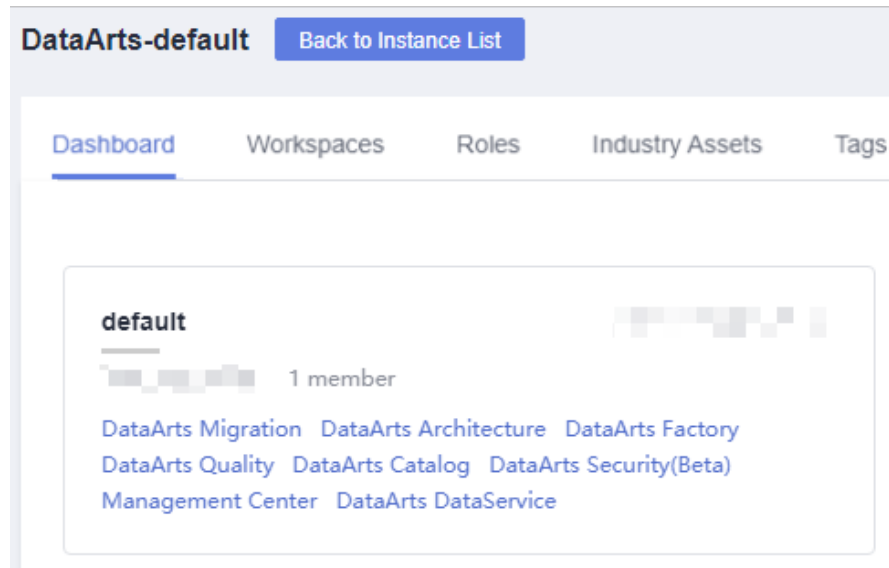 DataArts-default Back to Instance List
Dashboard Workspaces Roles Industry Assets Tags
default
1 member
DataArts Migration DataArts Architecture DataArts Factory
DataArts Quality DataArts Catalog DataArts Security(Beta)
Management Center DataArts DataService